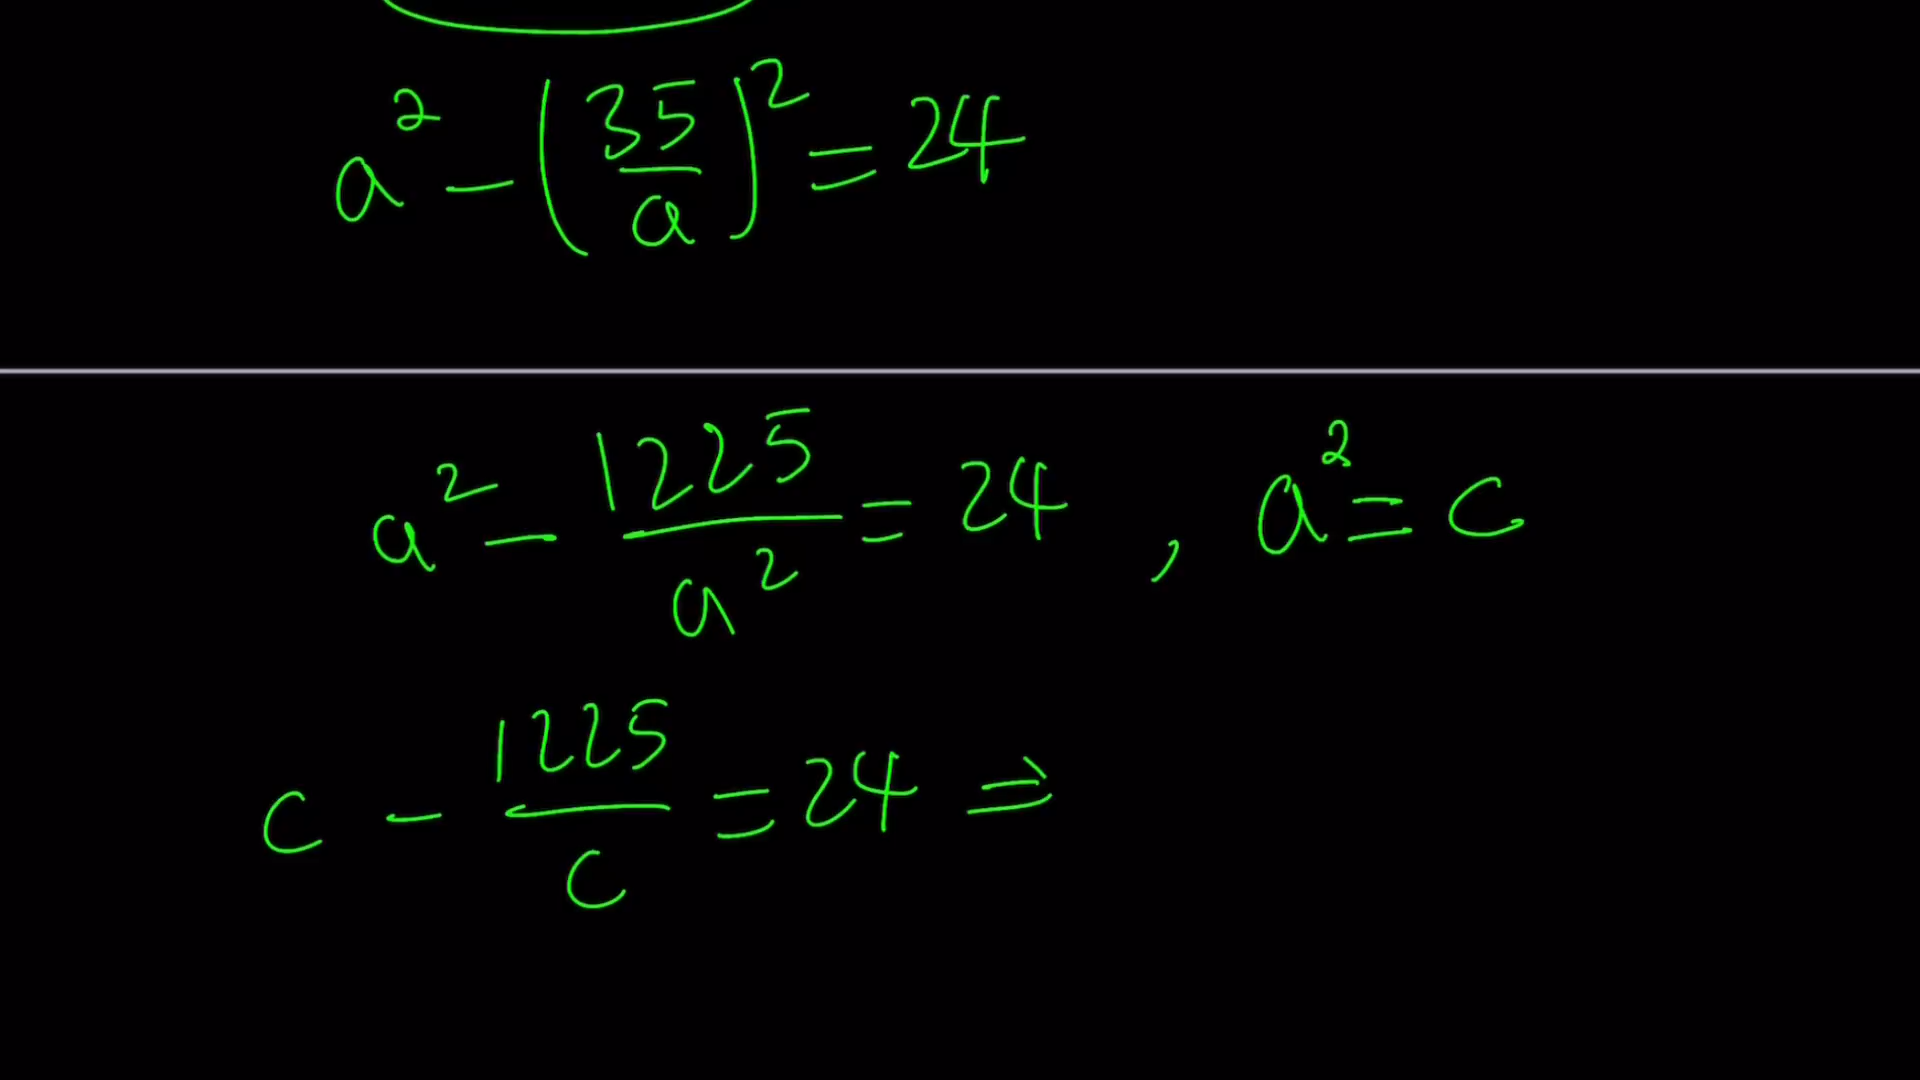 a² - (35/a)² = 24
a² - 1225/a² = 24 , a² = c
c - 1225/c = 24 ⇒